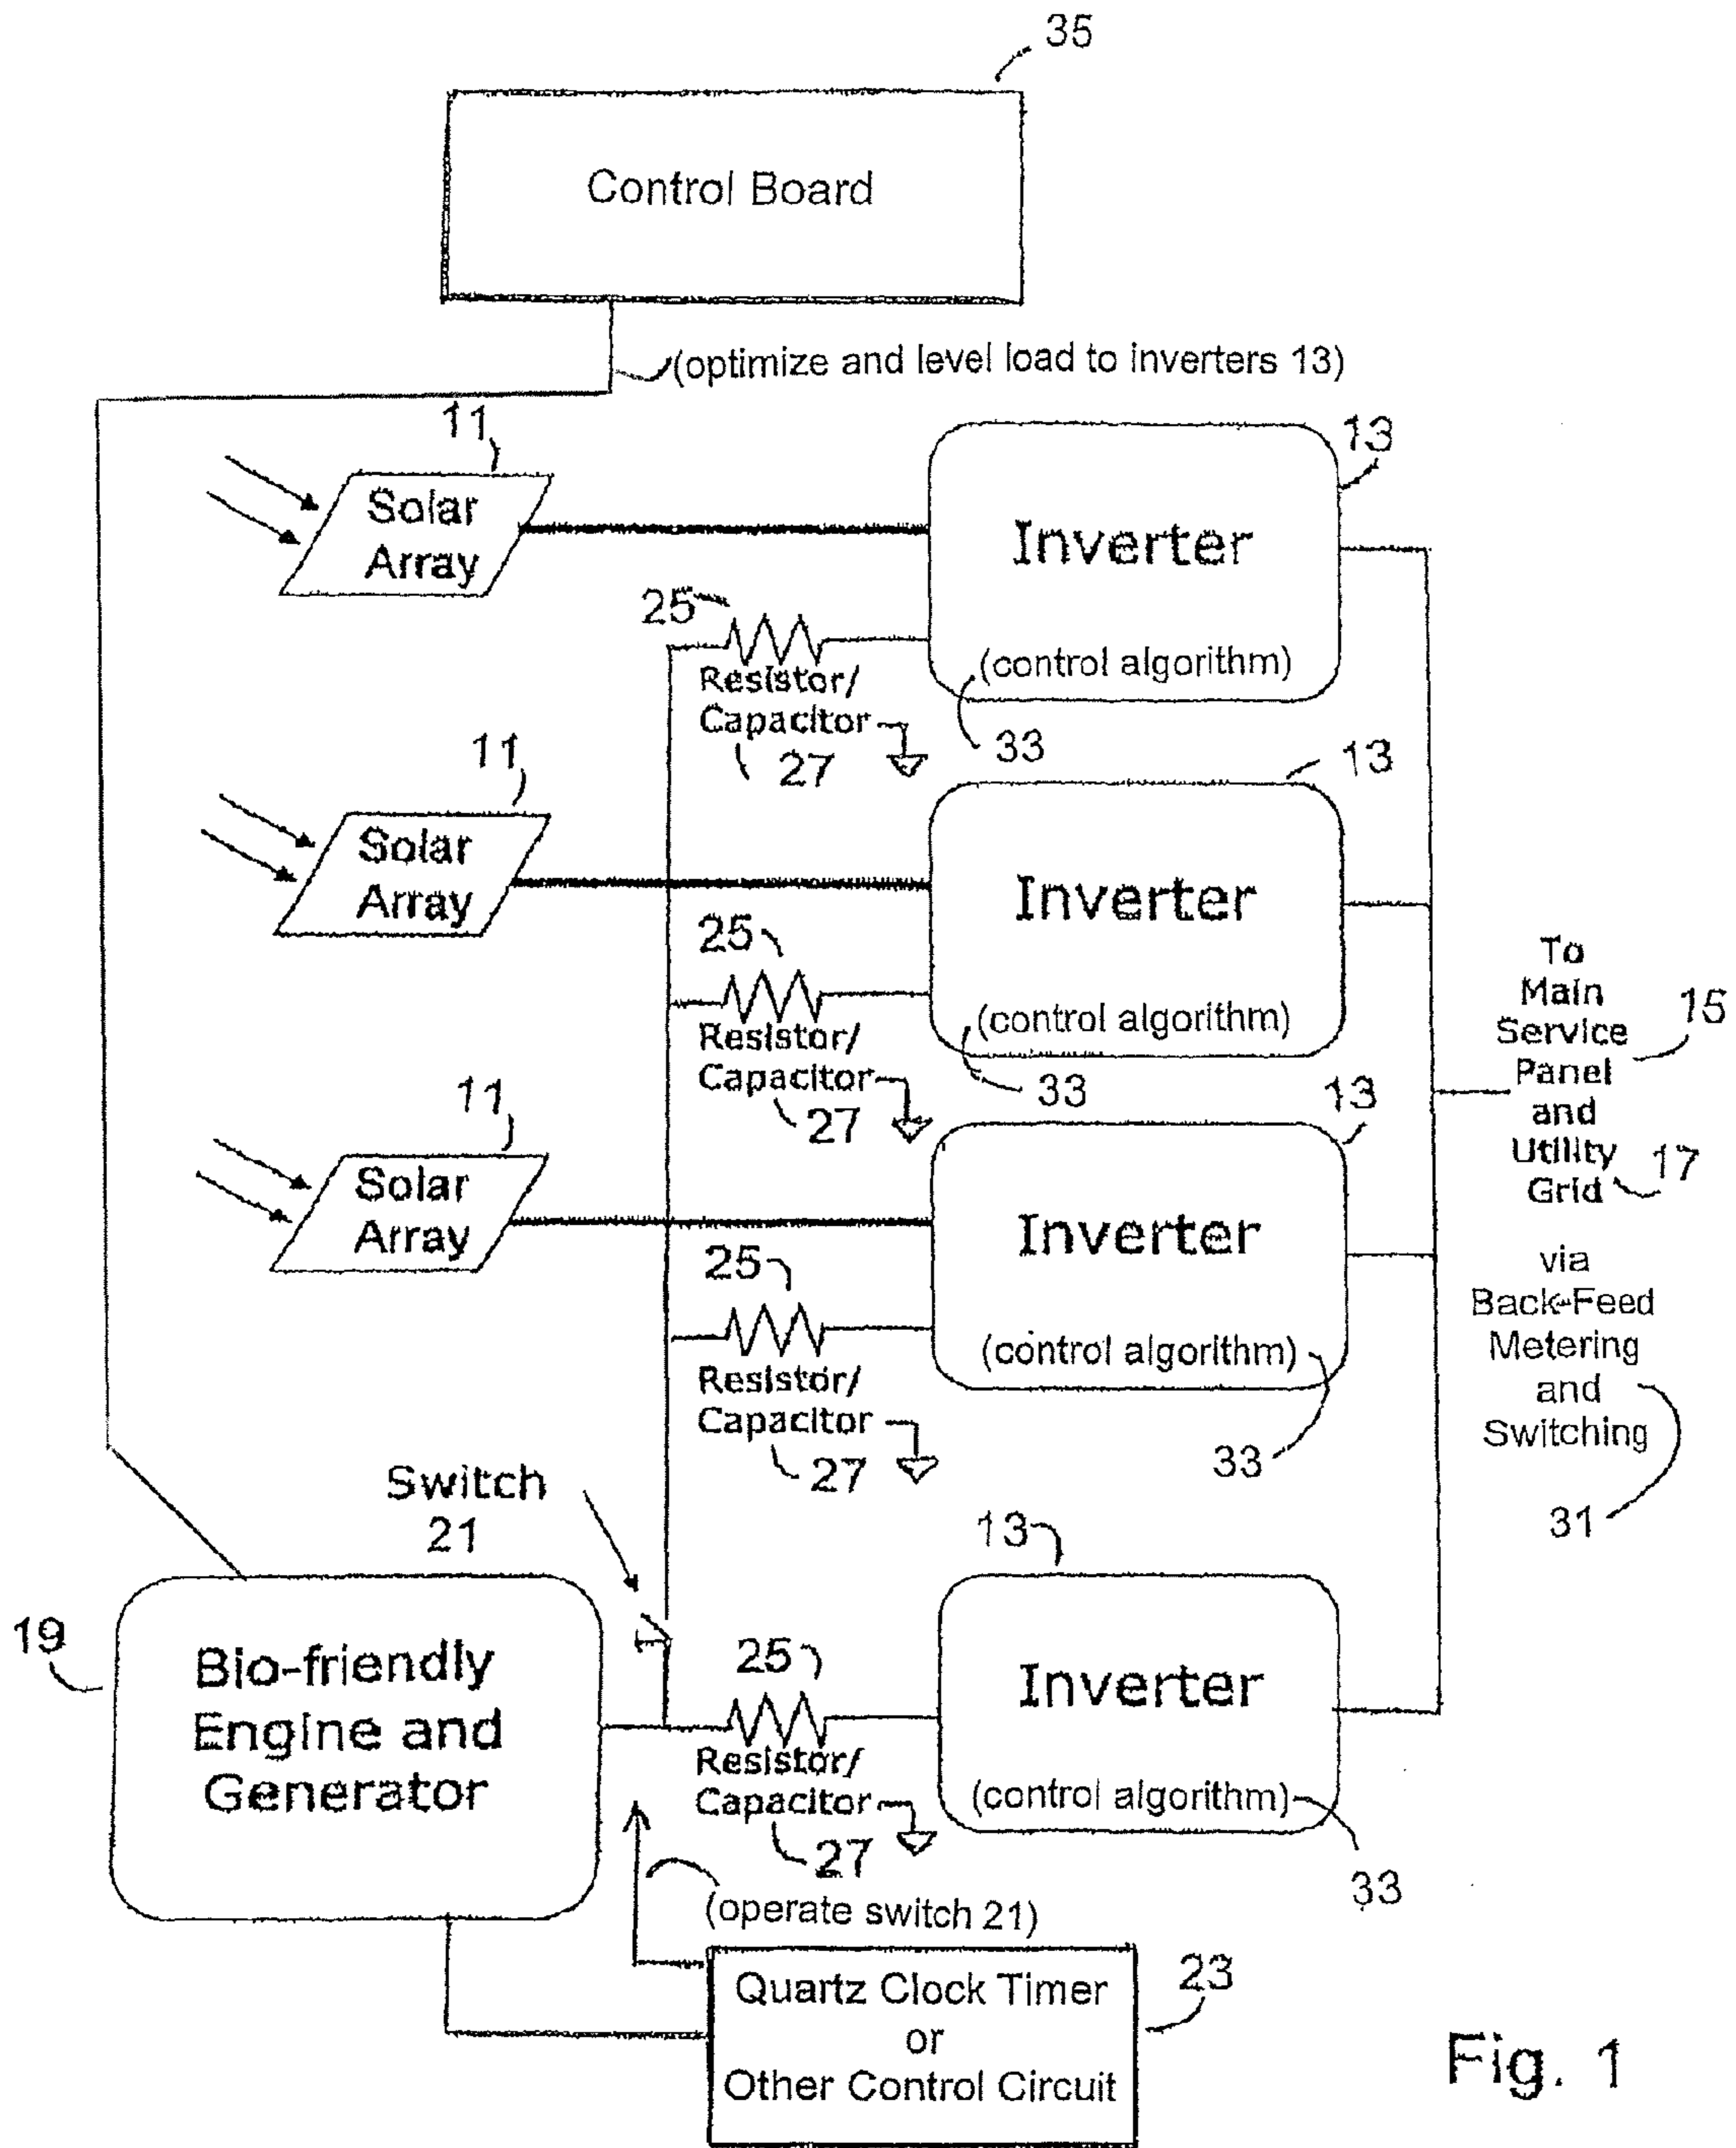 35
Control Board
(optimize and level load to inverters 13)
11
Solar
Array
13
Inverter
(control algorithm)
33
25
Resistor/
Capacitor
27
11
Solar
Array
13
Inverter
(control algorithm)
33
25
Resistor/
Capacitor
27
11
Solar
Array
13
Inverter
(control algorithm)
33
25
Resistor/
Capacitor
27
To
Main
Service
Panel
and
Utility
Grid
15
17
via
Back-Feed
Metering
and
Switching
31
Switch
21
19
Bio-friendly
Engine and
Generator
25
Resistor/
Capacitor
27
13
Inverter
(control algorithm)
33
(operate switch 21)
Quartz Clock Timer
or
Other Control Circuit
23
Fig. 1